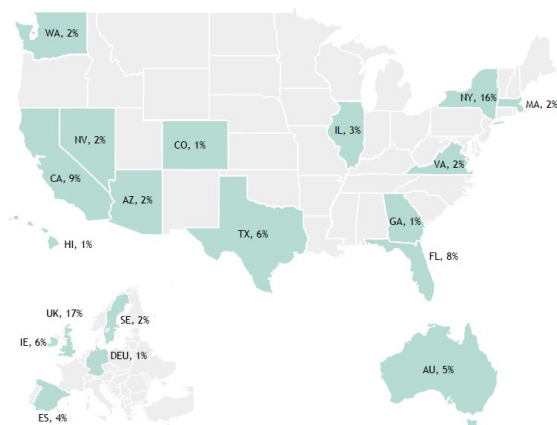 WA, 2%
NY, 16%
MA, 2%
NV, 2%
CO, 1%
IL, 3%
VA, 2%
CA, 9%
AZ, 2%
GA, 1%
TX, 6%
HI, 1%
FL, 8%
UK, 17%
SE, 2%
IE, 6%
DEU, 1%
ES, 4%
AU, 5%